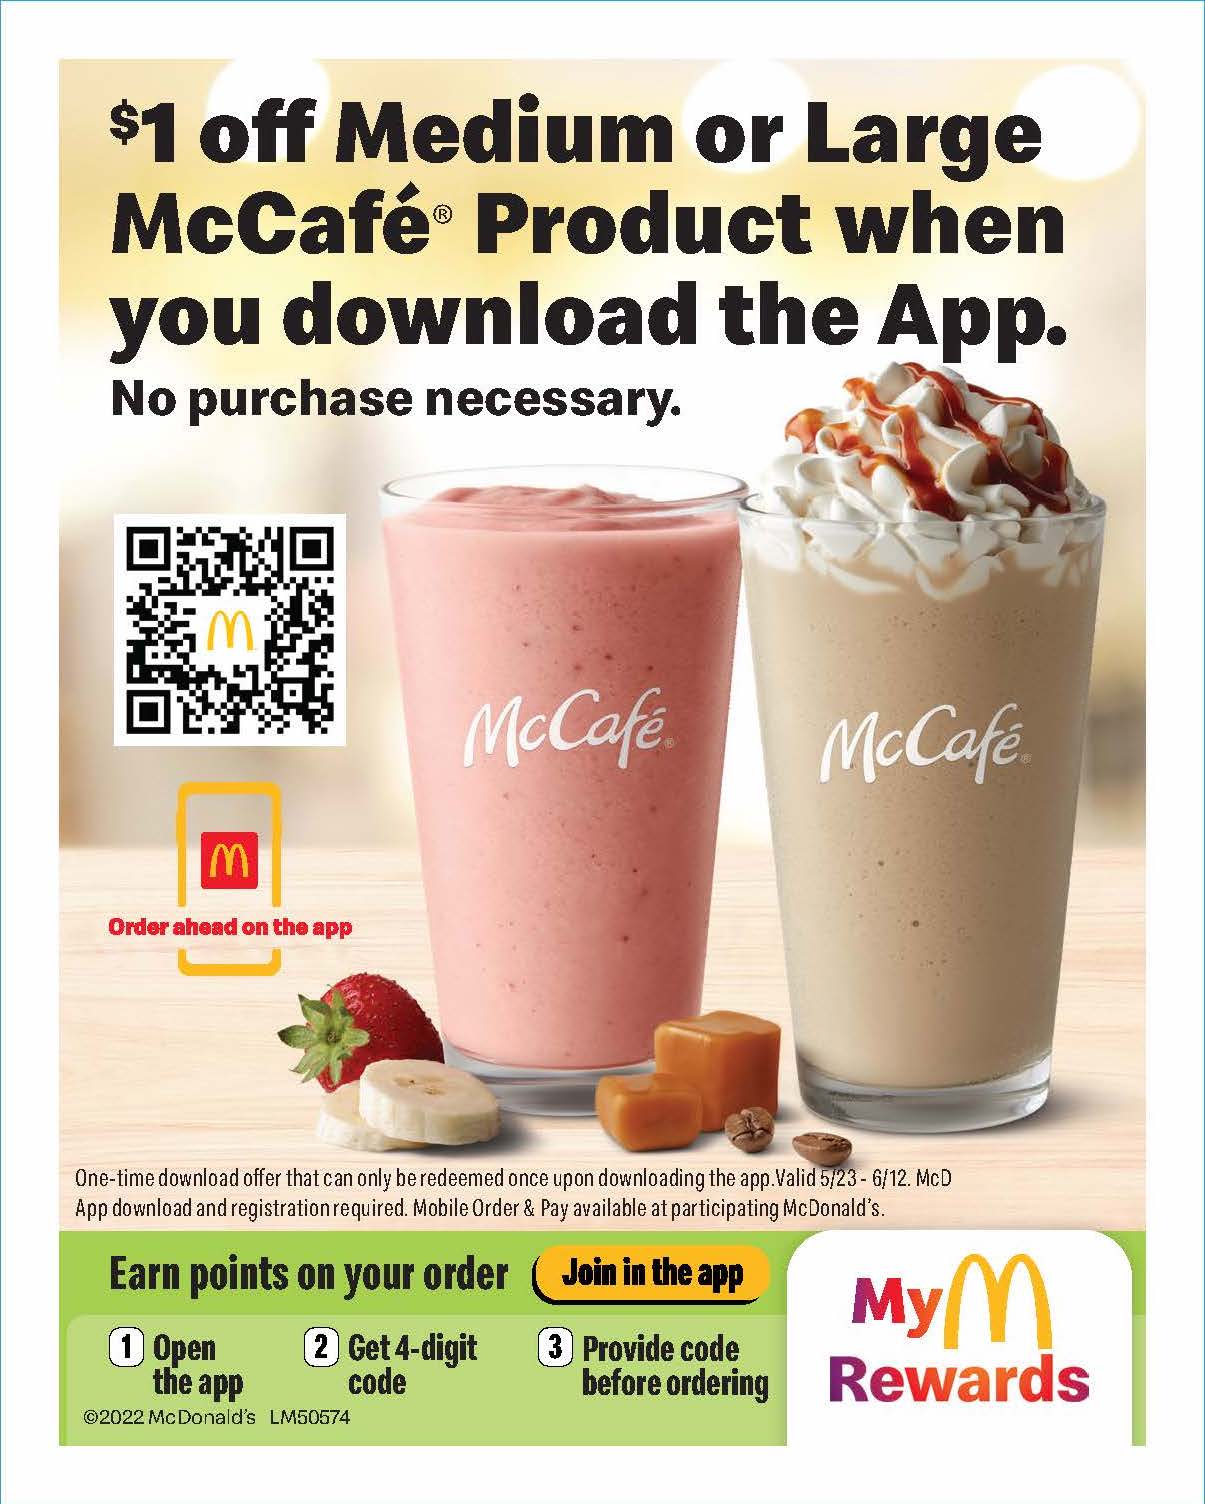 $1 off Medium or Large
McCafé® Product when
you download the App.
No purchase necessary.
McCafé®
McCafé®
Order ahead on the app
One-time download offer that can only be redeemed once upon downloading the app.Valid 5/23 - 6/12. McD
App download and registration required. Mobile Order & Pay available at participating McDonald's.
Earn points on your order
Join in the app
1 Open
the app
2 Get 4-digit
code
3 Provide code
before ordering
©2022 McDonald's LM50574
My
Rewards